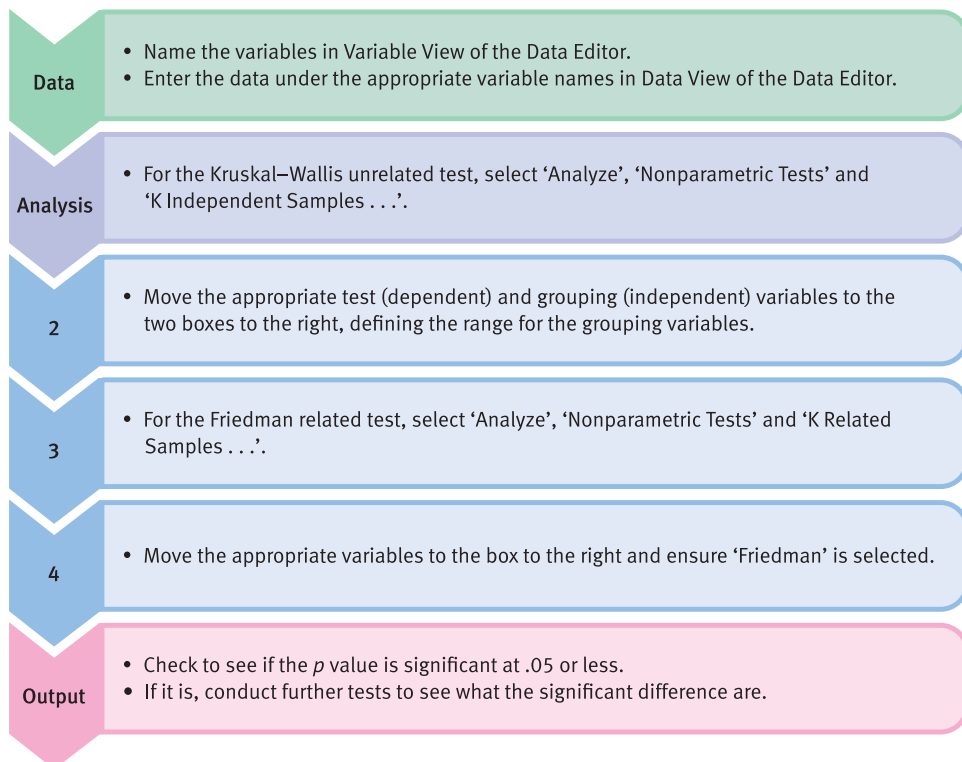 Data
• Name the variables in Variable View of the Data Editor.
• Enter the data under the appropriate variable names in Data View of the Data Editor.
Analysis
• For the Kruskal–Wallis unrelated test, select ‘Analyze’, ‘Nonparametric Tests’ and
‘K Independent Samples . . .’.
2
• Move the appropriate test (dependent) and grouping (independent) variables to the
two boxes to the right, defining the range for the grouping variables.
3
• For the Friedman related test, select ‘Analyze’, ‘Nonparametric Tests’ and ‘K Related
Samples . . .’.
4
• Move the appropriate variables to the box to the right and ensure ‘Friedman’ is selected.
Output
• Check to see if the p value is significant at .05 or less.
• If it is, conduct further tests to see what the significant difference are.